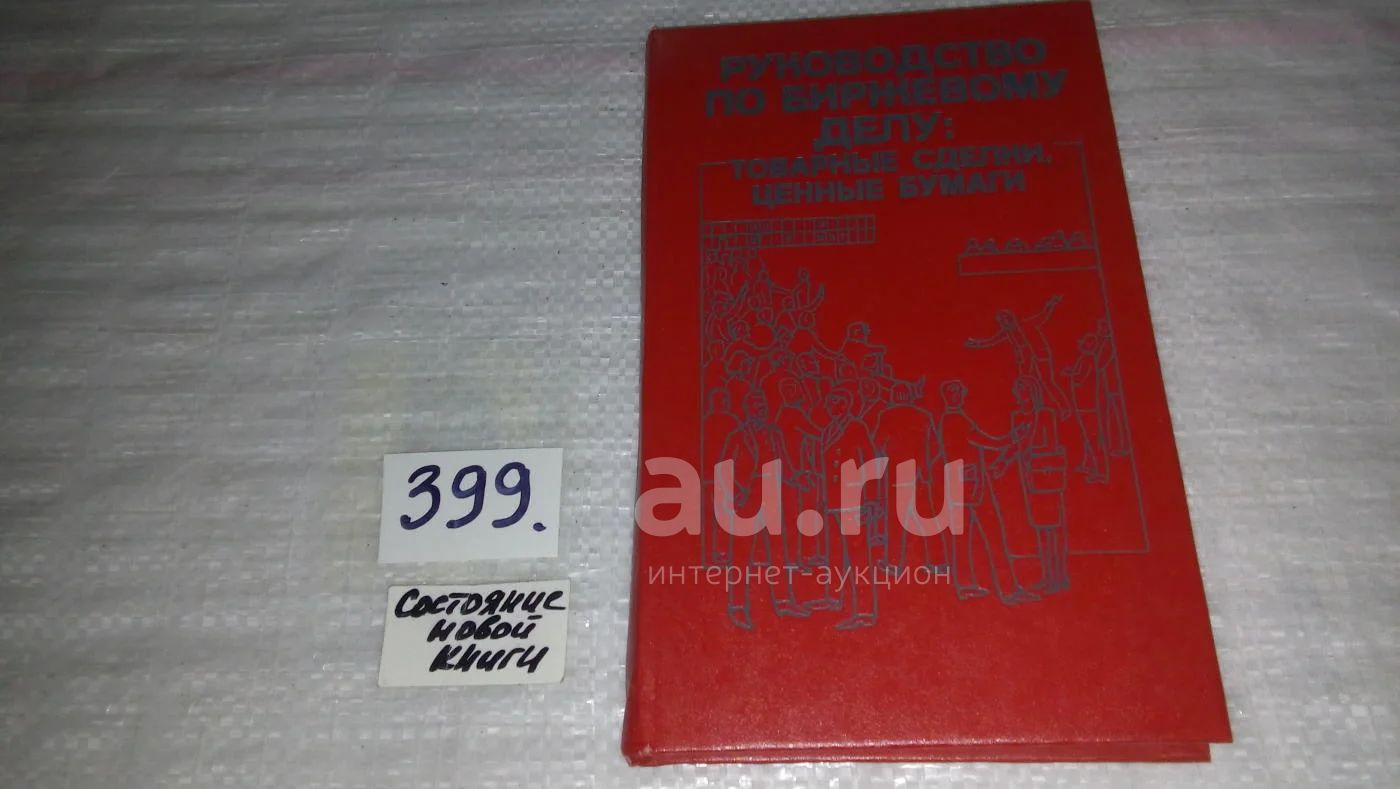 РУКОВОДСТВО
ПО БИРЖЕВОМУ
ДЕЛУ:
ТОВАРНЫЕ СДЕЛКИ,
ЦЕННЫЕ БУМАГИ
399.
Состояние
новой
книги
au.ru
интернет-аукцион